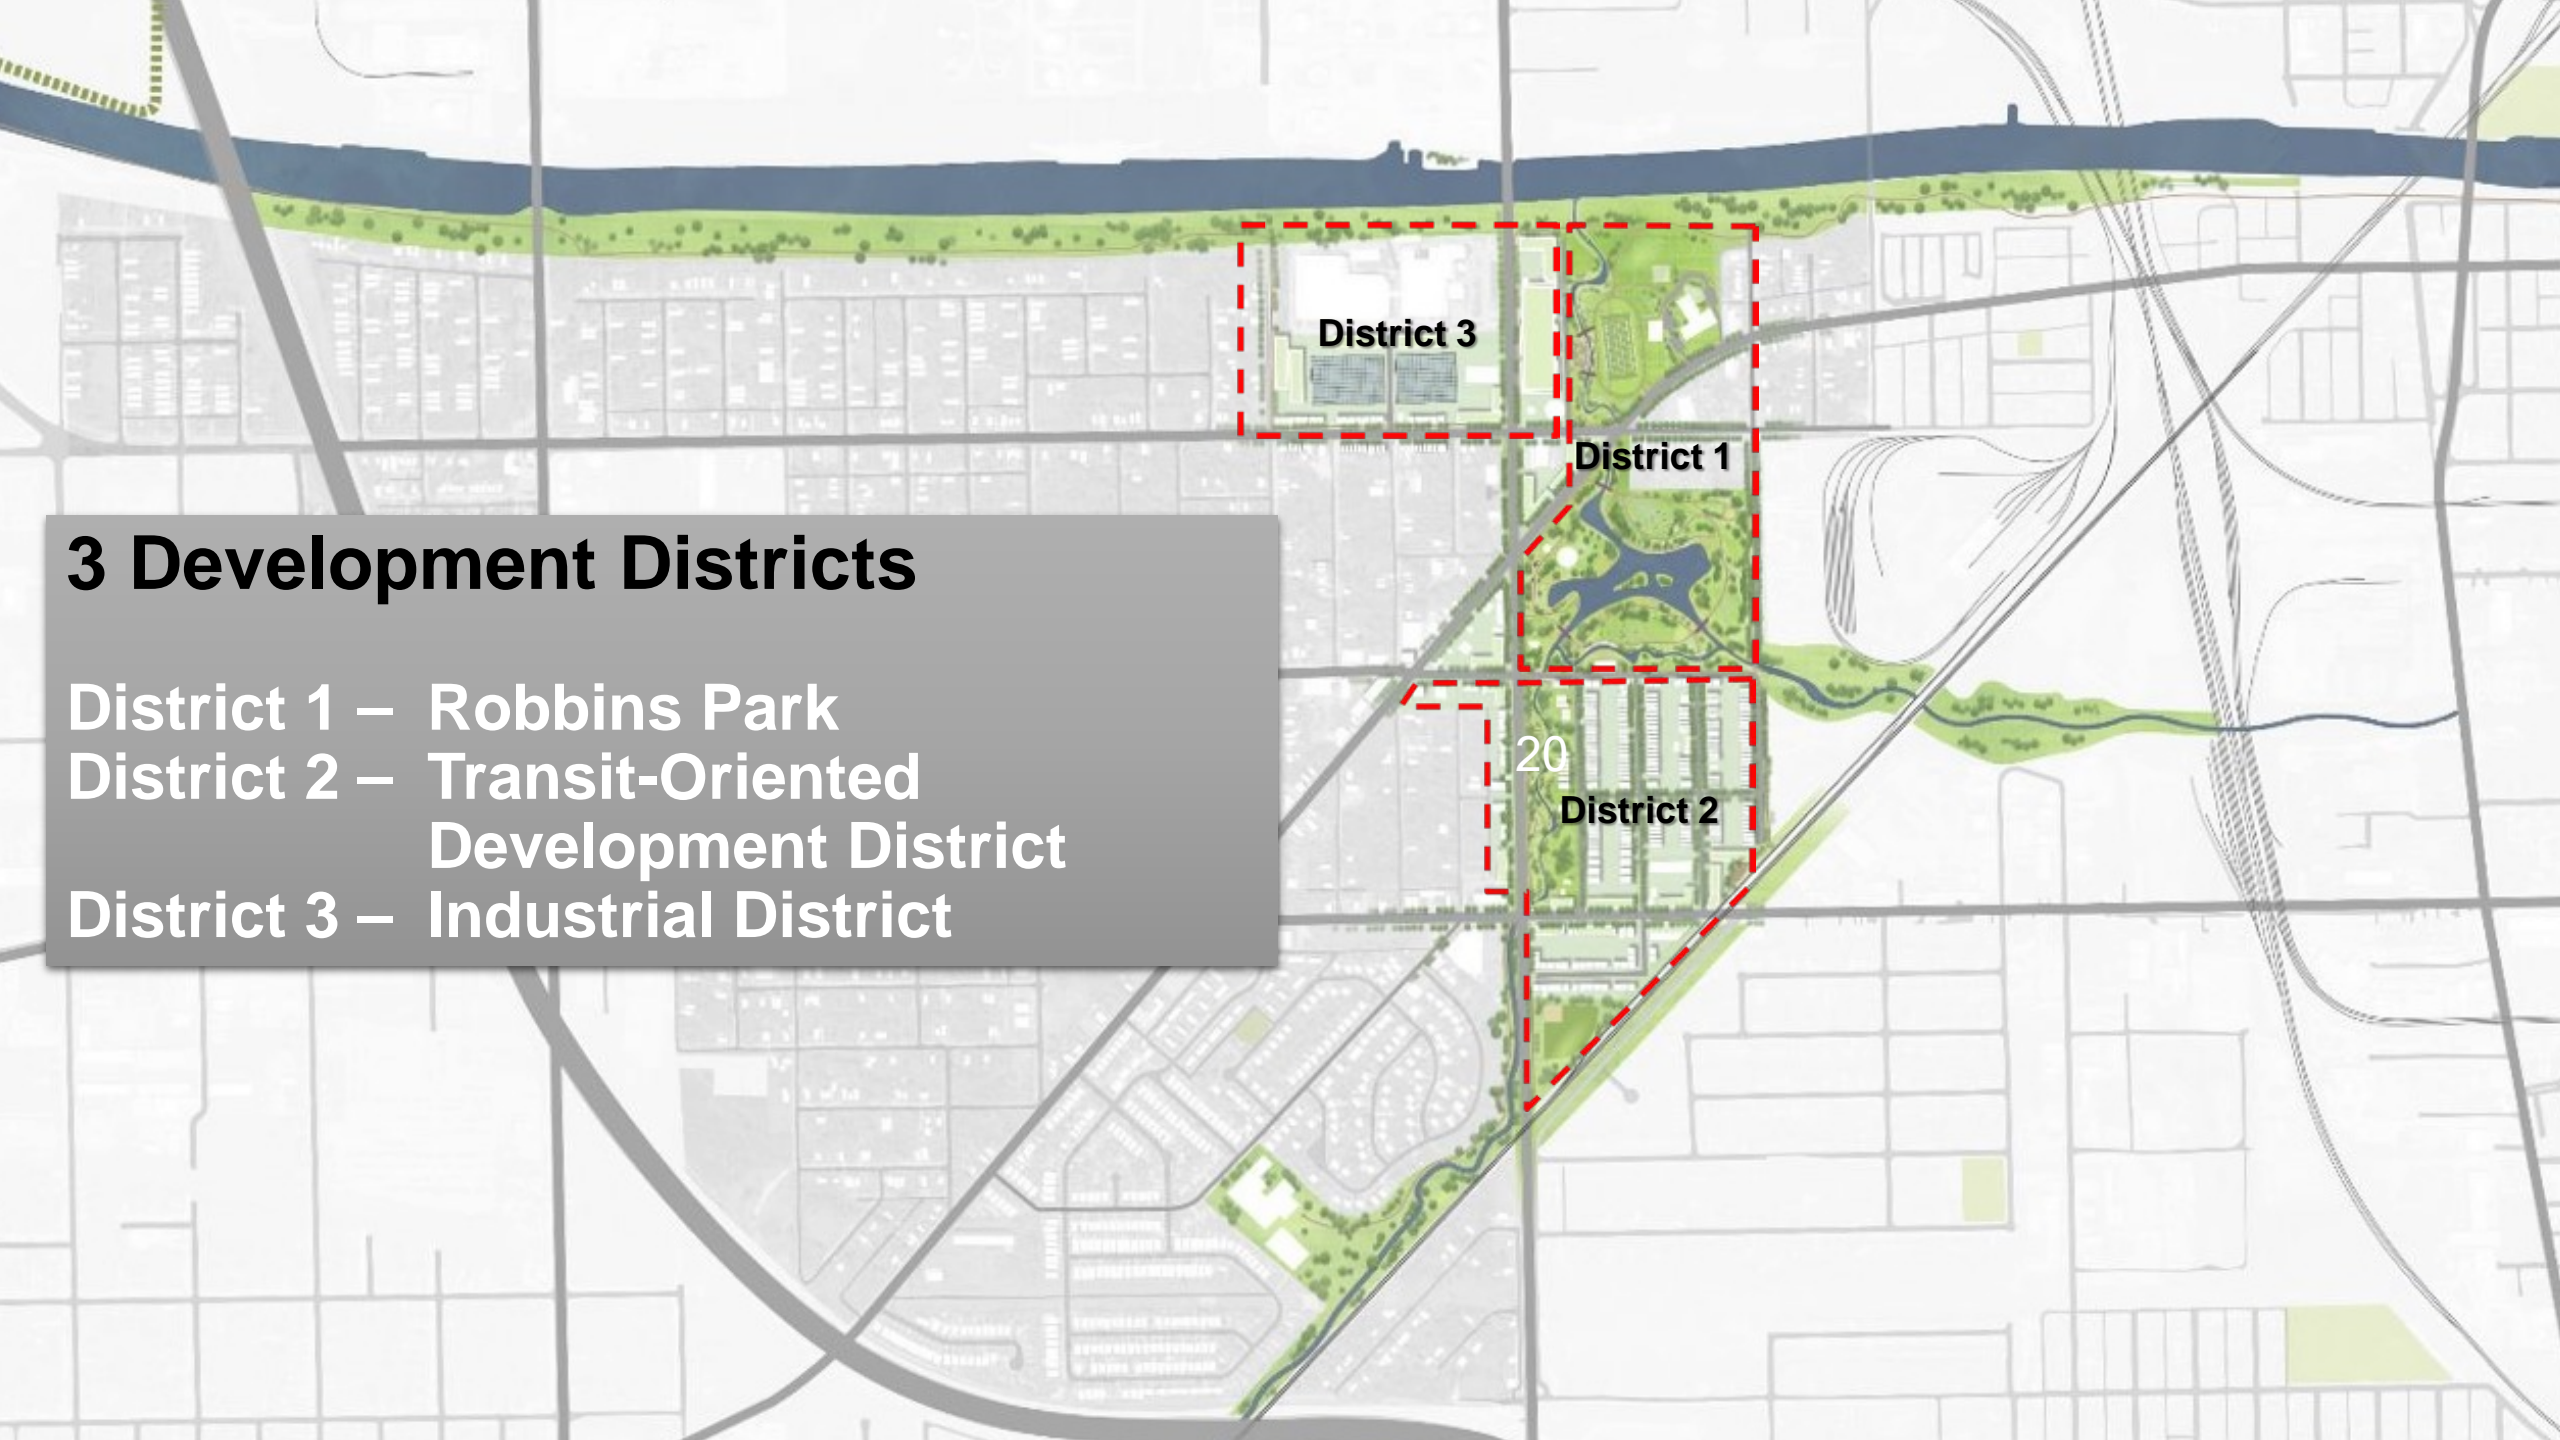 District 3
District 1
3 Development Districts
District 1 – Robbins Park
District 2 – Transit-Oriented
Development District
District 3 – Industrial District
20
District 2